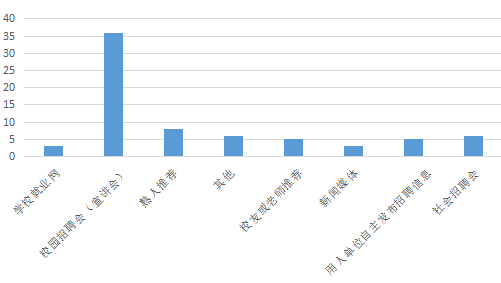 40
35
30
25
20
15
10
5
0
学校就业网
校园招聘会（宣讲会）
熟人推荐
其他
校友或老师推荐
新闻媒体
用人单位自主发布招聘信息
社会招聘会